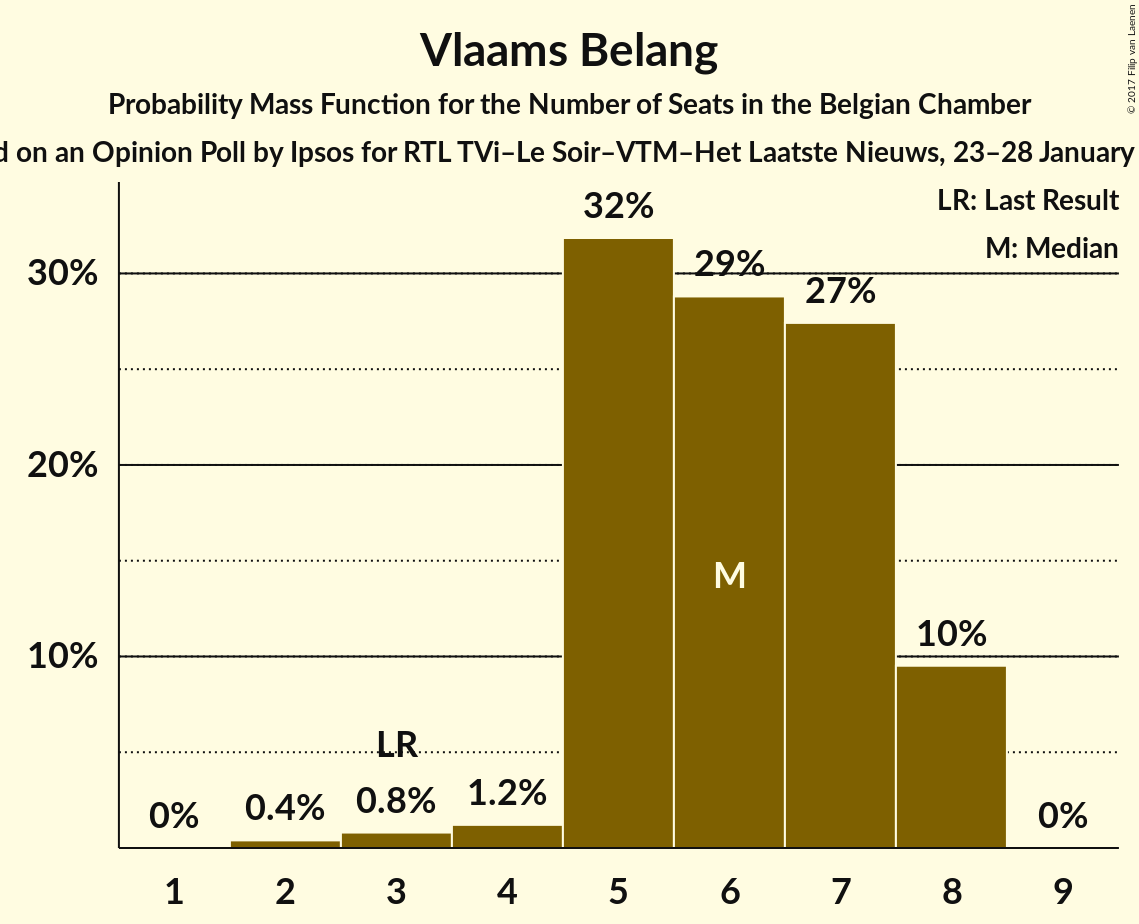 Vlaams Belang
Probability Mass Function for the Number of Seats in the Belgian Chamber
on an Opinion Poll by Ipsos for RTL TVi–Le Soir–VTM–Het Laatste Nieuws, 23–28 January
© 2017 Filip van Laenen
LR: Last Result
M: Median
30%
20%
10%
0%
0.4%
LR
0.8%
1.2%
32%
29%
M
27%
10%
0%
1 2 3 4 5 6 7 8 9